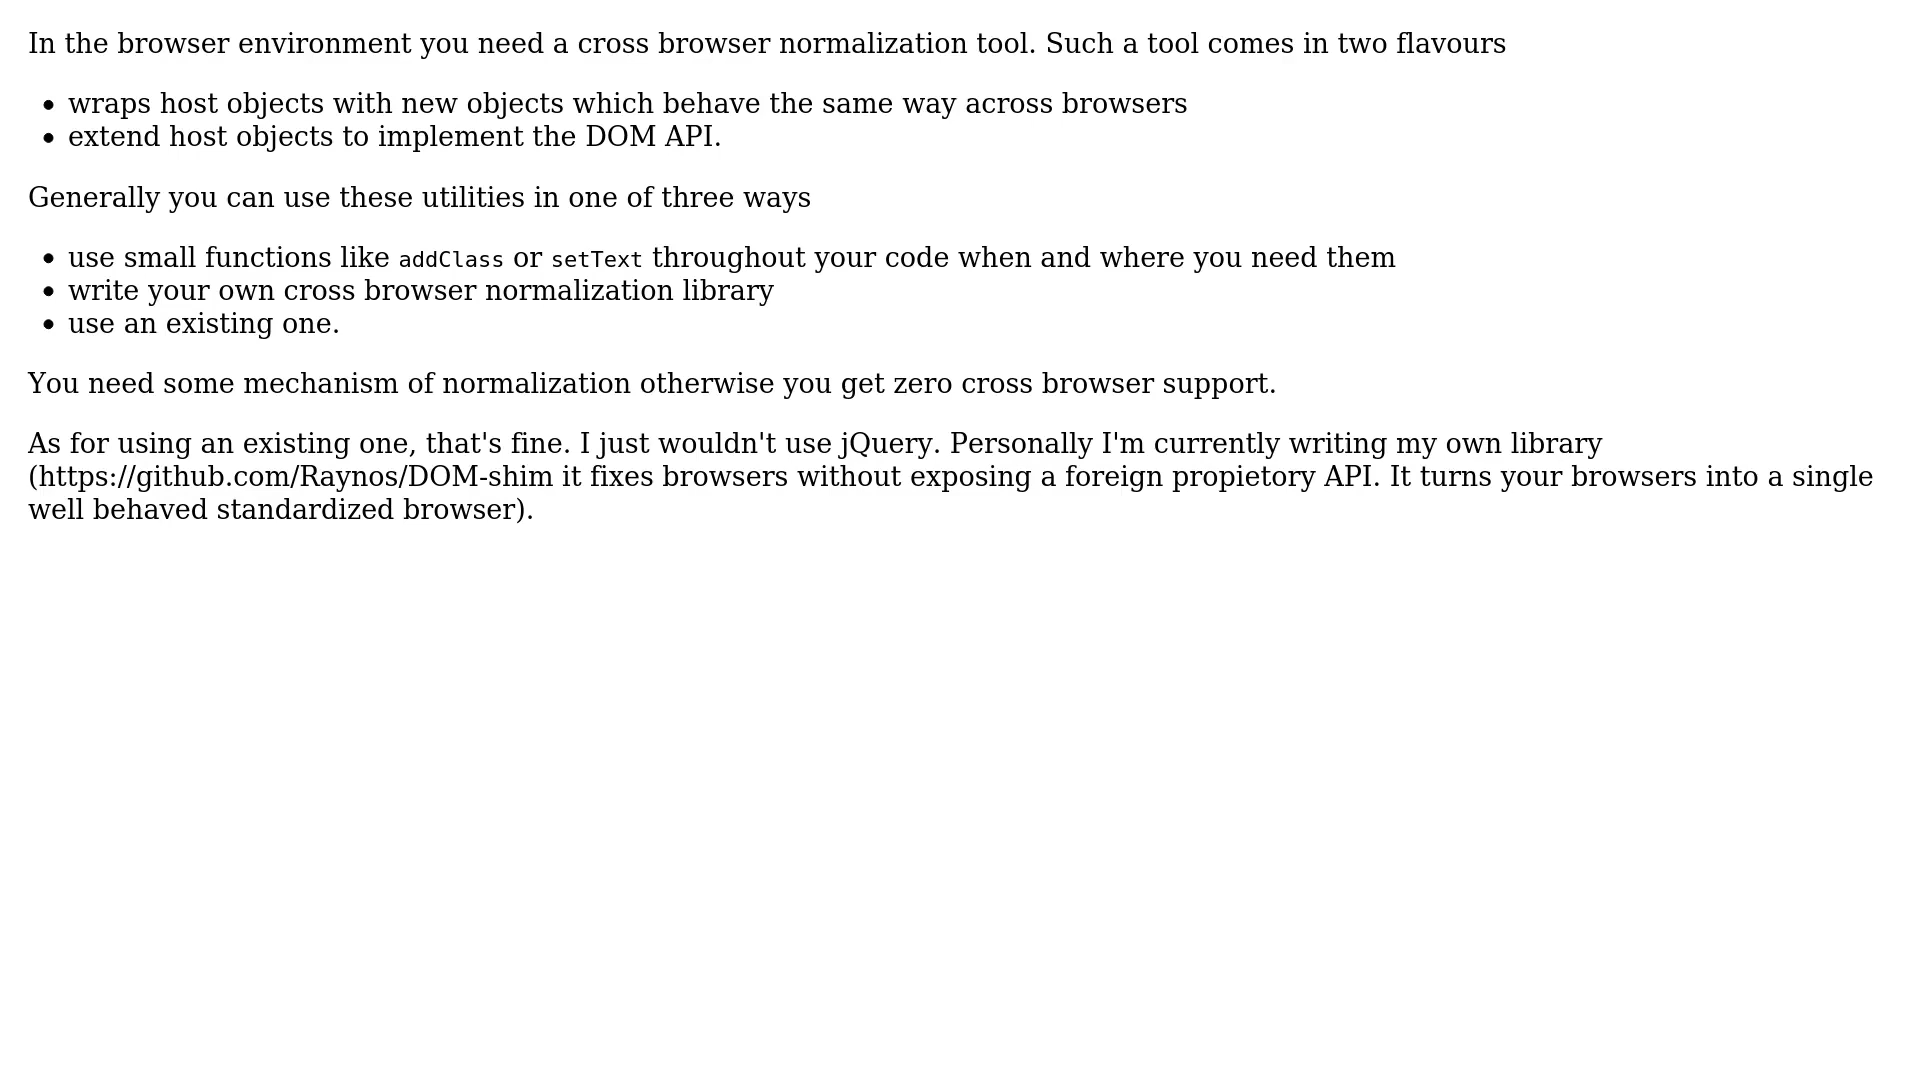 In the browser environment you need a cross browser normalization tool. Such a tool comes in two flavours
• wraps host objects with new objects which behave the same way across browsers
• extend host objects to implement the DOM API.
Generally you can use these utilities in one of three ways
• use small functions like addClass or setText throughout your code when and where you need them
• write your own cross browser normalization library
• use an existing one.
You need some mechanism of normalization otherwise you get zero cross browser support.
As for using an existing one, that's fine. I just wouldn't use jQuery. Personally I'm currently writing my own library
(https://github.com/Raynos/DOM-shim it fixes browsers without exposing a foreign propietory API. It turns your browsers into a single
well behaved standardized browser).